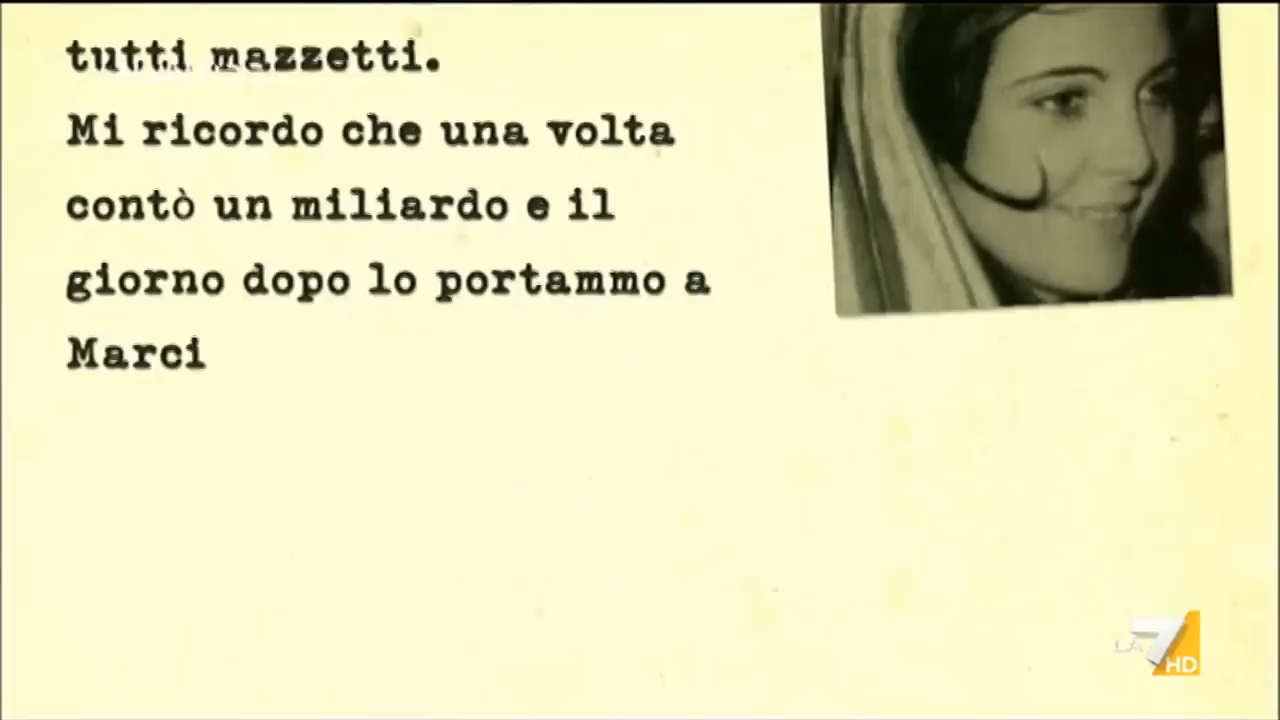 tutti mazzetti.
Mi ricordo che una volta
contò un miliardo e il
giorno dopo lo portammo a
Marci
LA7
HD